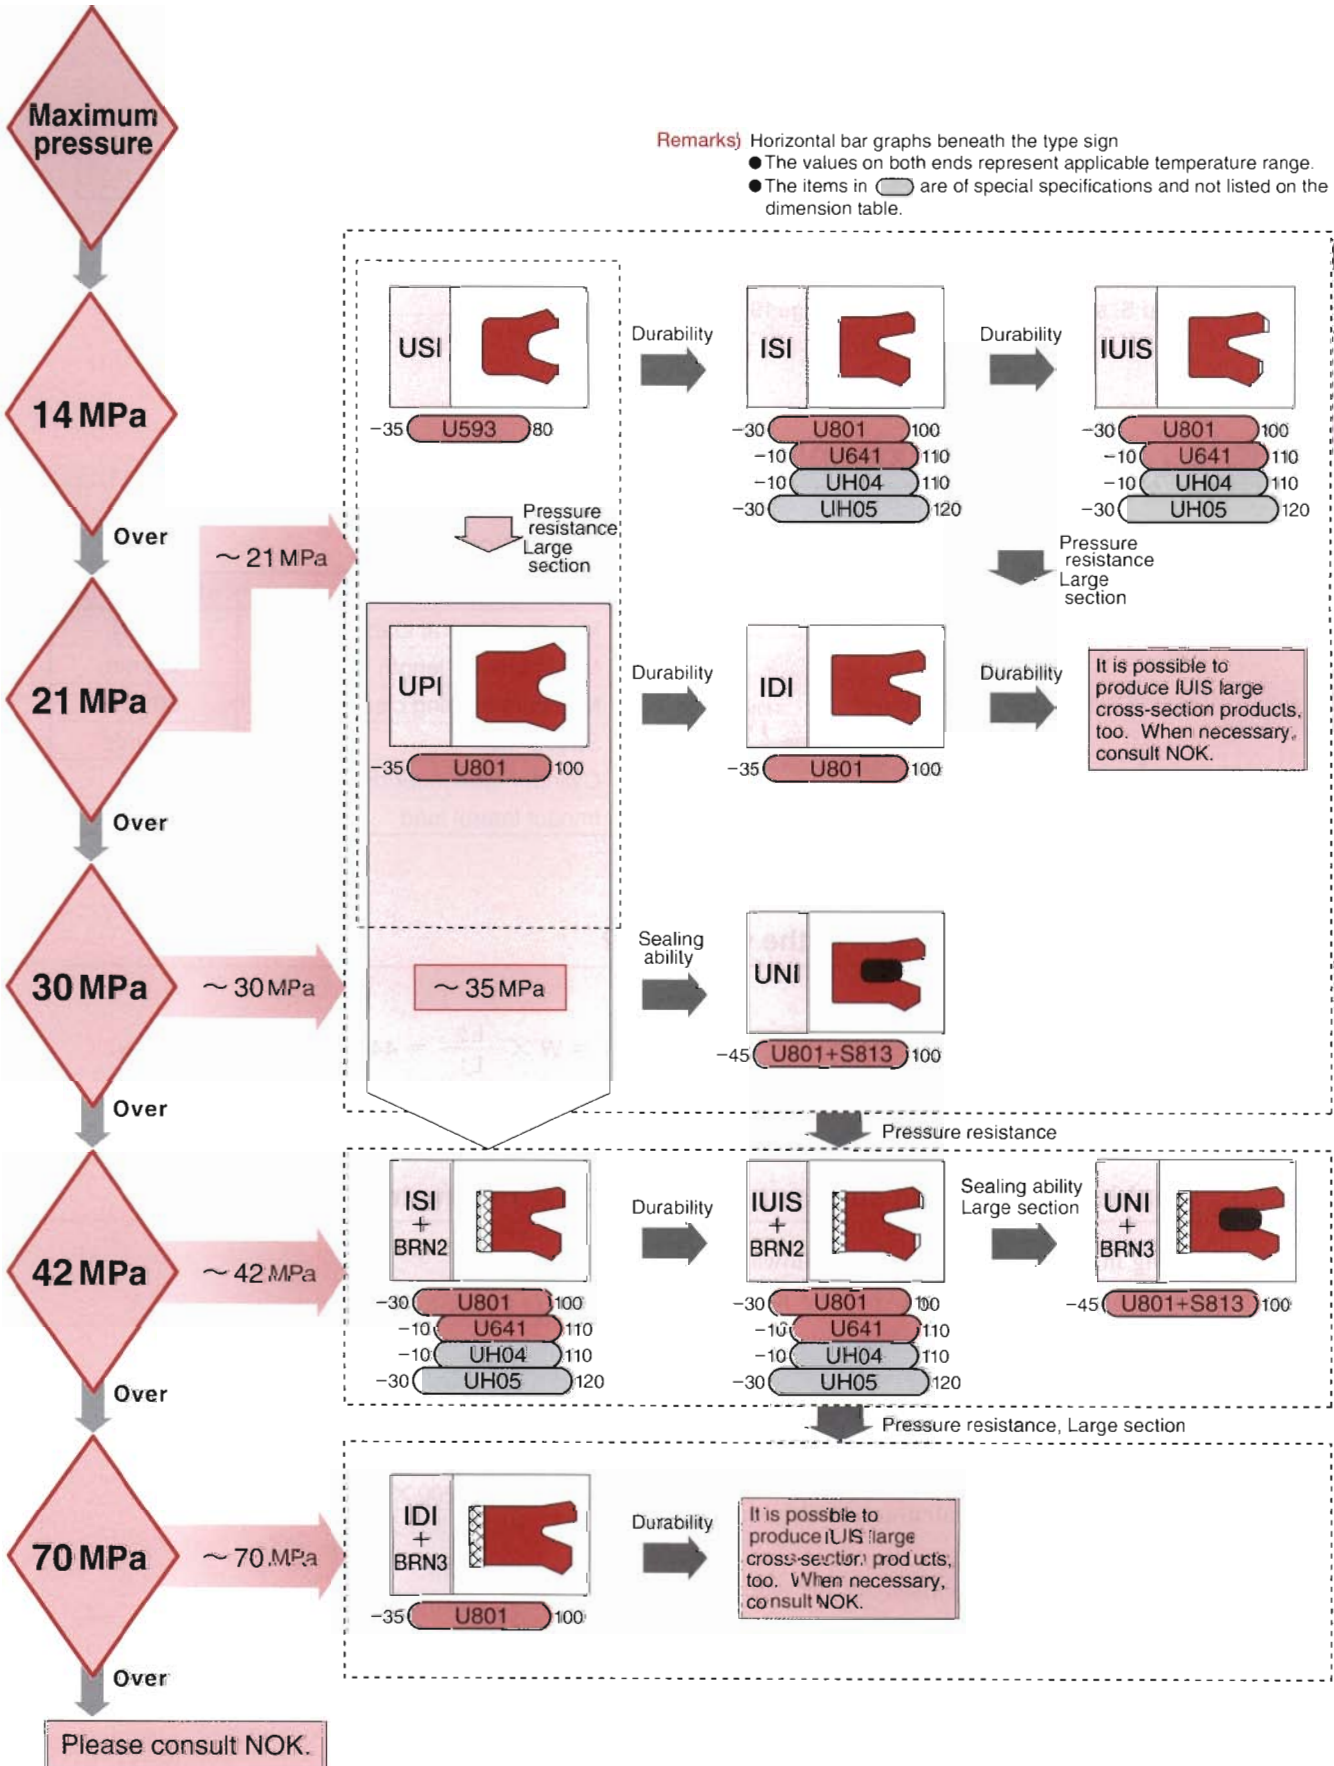 Maximum
pressure
Remarks) Horizontal bar graphs beneath the type sign
● The values on both ends represent applicable temperature range.
● The items in are of special specifications and not listed on the
dimension table.
14 MPa
USI
-35 U593 80
Durability
ISI
-30 U801 100
-10 U641 110
-10 UH04 110
-30 UH05 120
Durability
IUIS
-30 U801 100
-10 U641 110
-10 UH04 110
-30 UH05 120
Over
~ 21 MPa
Pressure
resistance
Large
section
Pressure
resistance
Large
section
21 MPa
UPI
-35 U801 100
Durability
IDI
-35 U801 100
Durability
It is possible to
produce IUIS large
cross-section products,
too. When necessary,
consult NOK.
Over
30 MPa
~ 30 MPa
~ 35 MPa
Sealing
ability
UNI
-45 U801+S813 100
Over
Pressure resistance
42 MPa
~ 42 MPa
ISI
+
BRN2
-30 U801 100
-10 U641 110
-10 UH04 110
-30 UH05 120
Durability
IUIS
+
BRN2
-30 U801 100
-10 U641 110
-10 UH04 110
-30 UH05 120
Sealing ability
Large section
UNI
+
BRN3
-45 U801+S813 100
Over
Pressure resistance, Large section
70 MPa
~ 70 MPa
IDI
+
BRN3
-35 U801 100
Durability
It is possible to
produce IUIS large
cross-section products,
too. When necessary,
consult NOK.
Over
Please consult NOK.